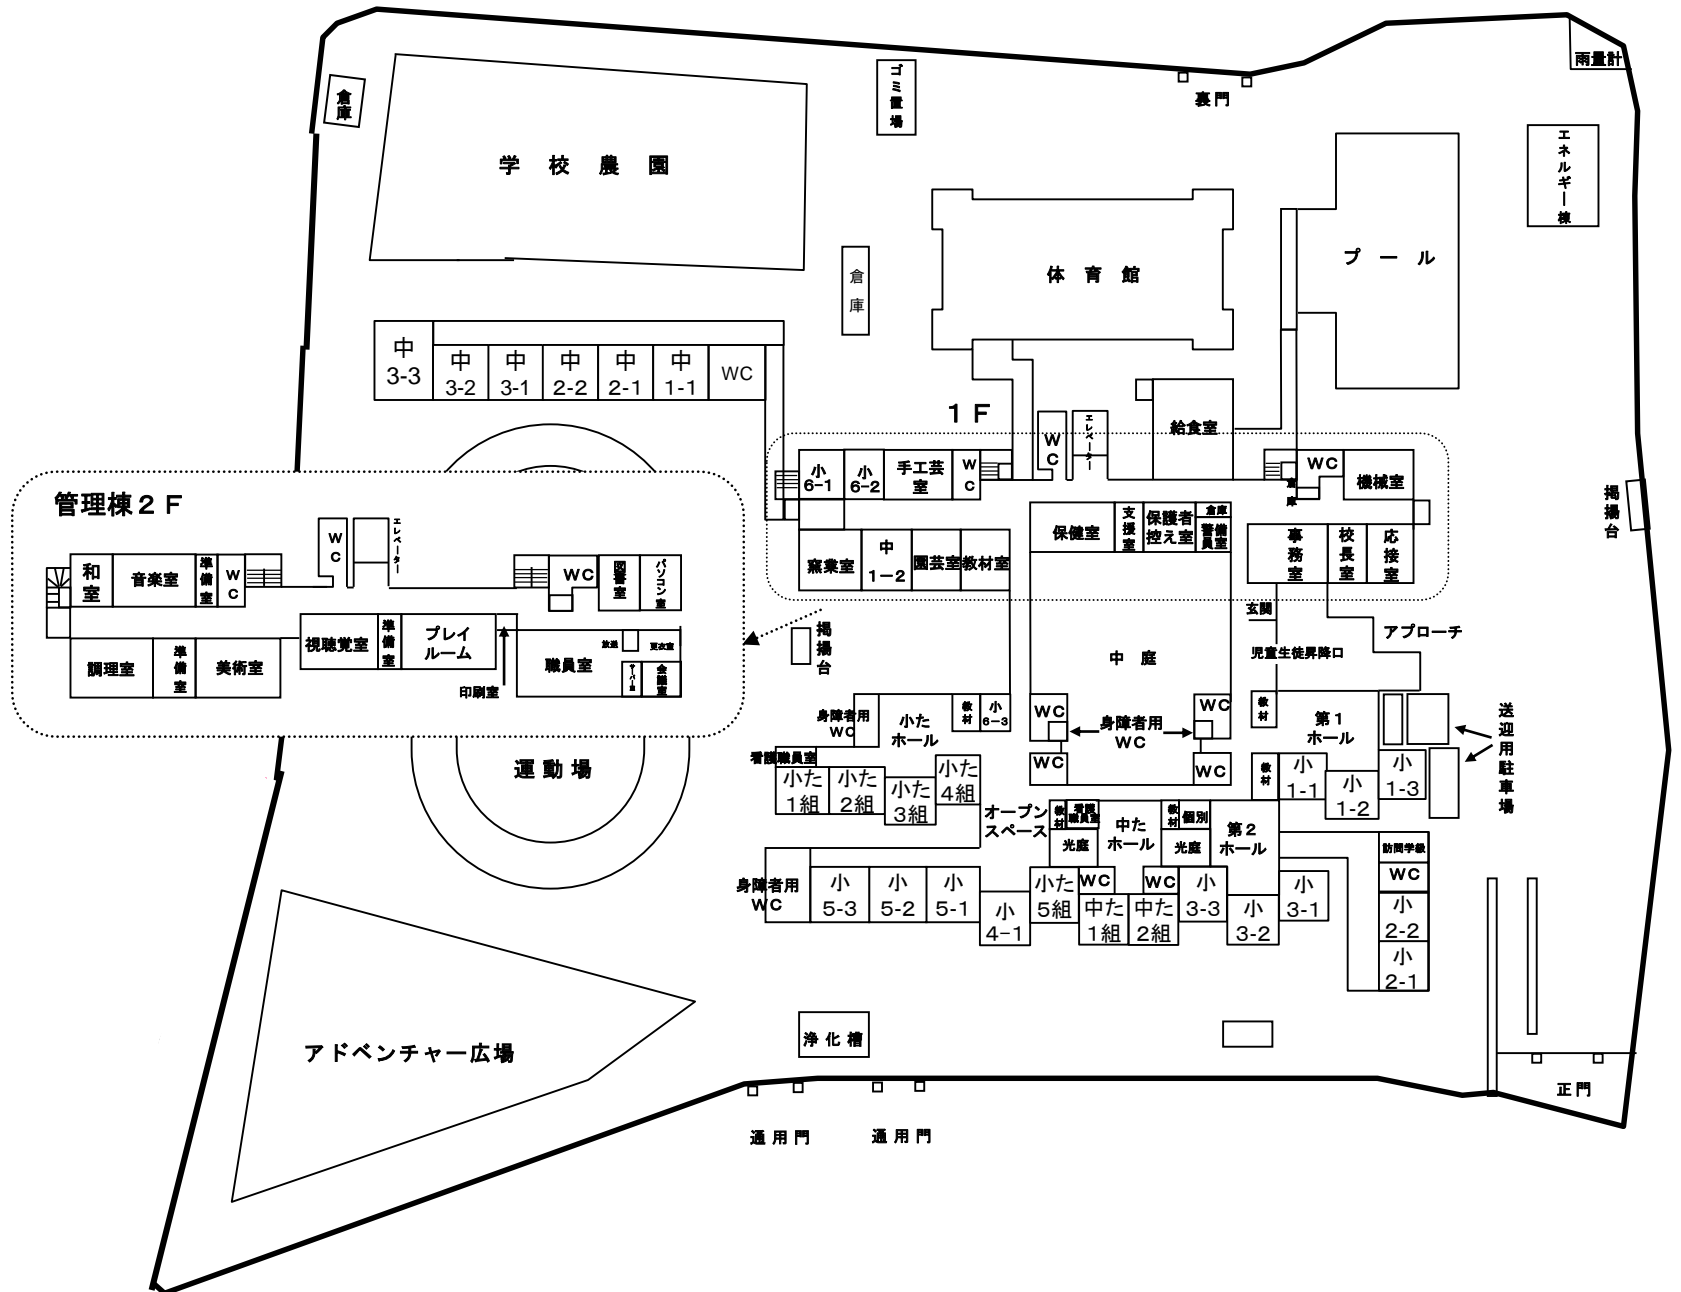 雨量計
倉庫
ゴミ置場
裏門
エネルギー棟
学校農園
プール
体育館
倉庫
中
3-3
中
3-2
中
3-1
中
2-2
中
2-1
中
1-1
WC
1F
WC
エレベーター
給食室
小
6-1
小
6-2
手工芸
室
WC
倉庫
WC
機械室
掲揚台
保健室
支援室
保護者
控え室
倉庫
警備
員室
事務室
校長室
応接室
窯業室
中
1-2
園芸室
教材室
管理棟2F
WC
エレベーター
和室
音楽室
準備室
WC
WC
図書室
パソコン室
調理室
準備室
美術室
視聴覚室
準備室
プレイ
ルーム
印刷室
職員室
放送
更衣室
サーバー室
会議室
掲揚台
玄関
アプローチ
児童生徒昇降口
中庭
身障者用
WC
小た
ホール
教材
小
6-3
WC
身障者用
WC
WC
WC
WC
教材
第1
ホール
送迎用駐車場
看護職員室
小た
1組
小た
2組
小た
3組
小た
4組
教材
小
1-1
小
1-2
小
1-3
運動場
オープン
スペース
教材
看護
職員室
光庭
中た
ホール
教材
個別
光庭
第2
ホール
訪問学級
WC
小
2-2
小
2-1
身障者用
WC
小
5-3
小
5-2
小
5-1
小
4-1
小た
5組
WC
中た
1組
WC
中た
2組
小
3-3
小
3-2
小
3-1
アドベンチャー広場
浄化槽
正門
通用門
通用門